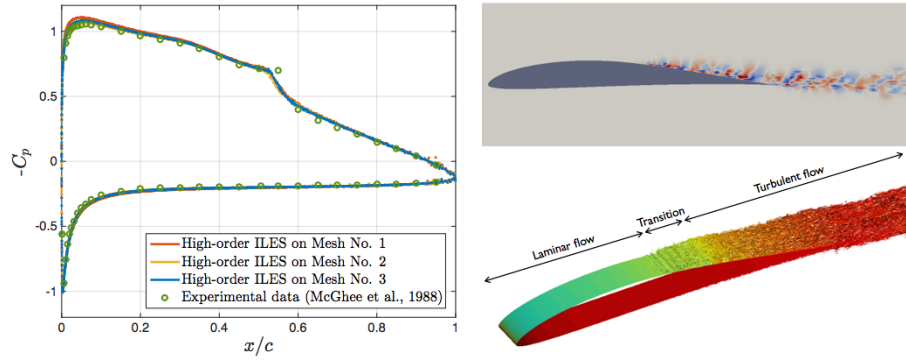 1
0.5
0
-0.5
-1
-C_p
0
0.2
0.4
0.6
0.8
1
x/c
High-order ILES on Mesh No. 1
High-order ILES on Mesh No. 2
High-order ILES on Mesh No. 3
Experimental data (McGhee et al., 1988)
Laminar flow
Transition
Turbulent flow